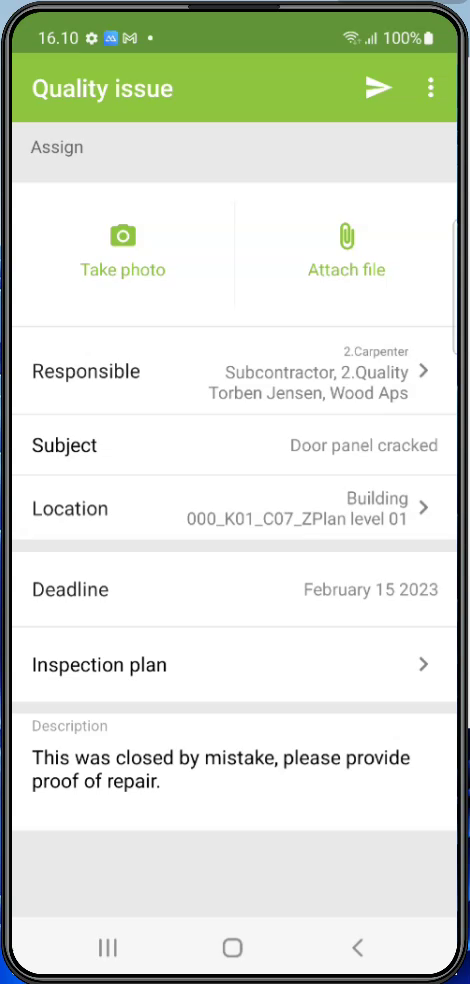 16.10 100%
Quality issue
Assign
Take photo Attach file
2.Carpenter
Responsible Subcontractor, 2.Quality
Torben Jensen, Wood Aps
Subject Door panel cracked
Building
Location 000_K01_C07_ZPlan level 01
Deadline February 15 2023
Inspection plan
Description
This was closed by mistake, please provide
proof of repair.